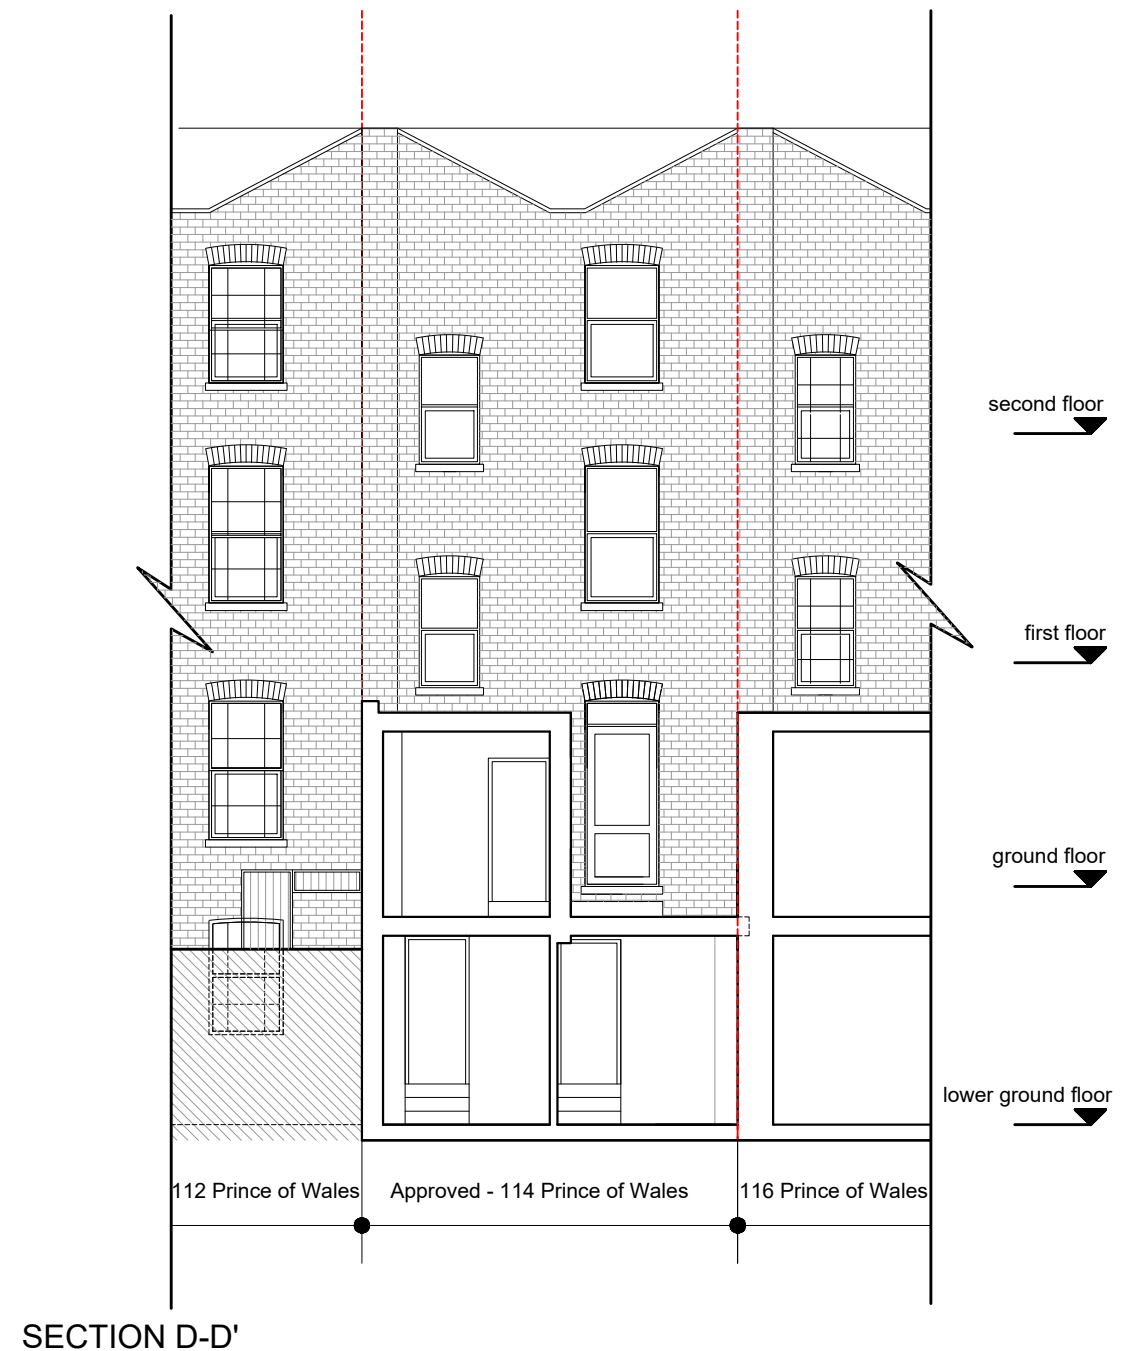 second floor
first floor
ground floor
lower ground floor
112 Prince of Wales
Approved - 114 Prince of Wales
116 Prince of Wales
SECTION D-D'